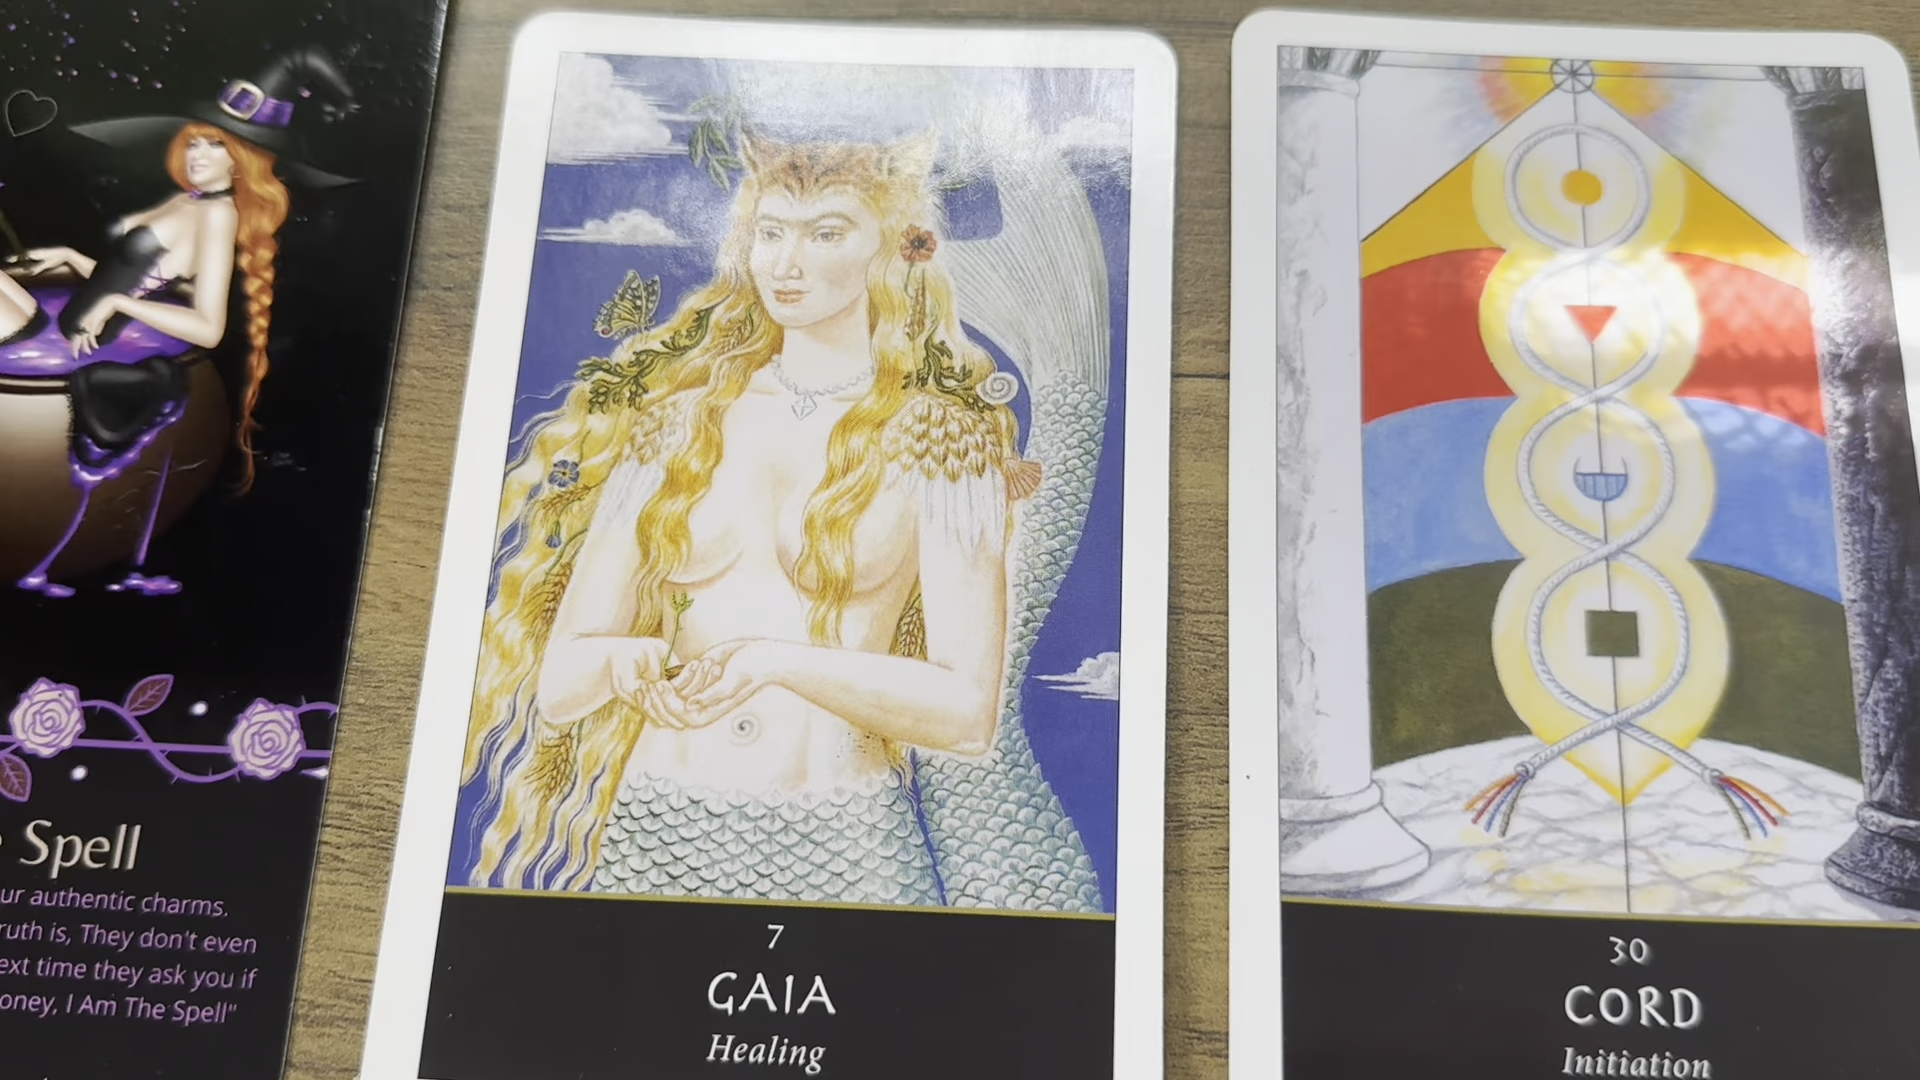 Spell
ur authentic charms.
ruth is, They don't even
ext time they ask you if
oney, I Am The Spell"
7
GAIA
Healing
30
CORD
Initiation